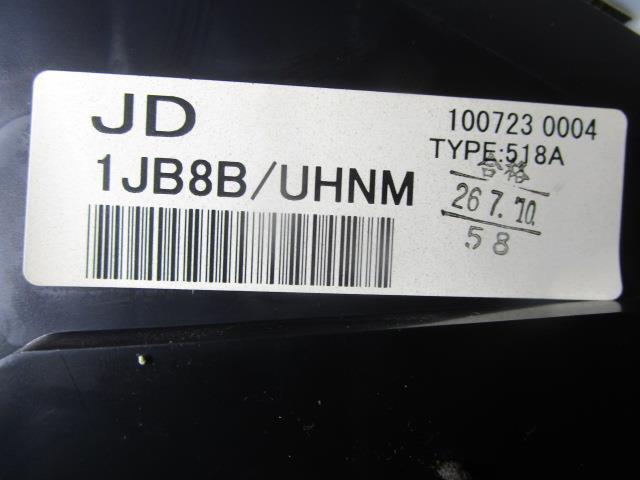 JD
100723 0004
TYPE:518A
1JB8B/UHNM
合格
26 7.10.
58